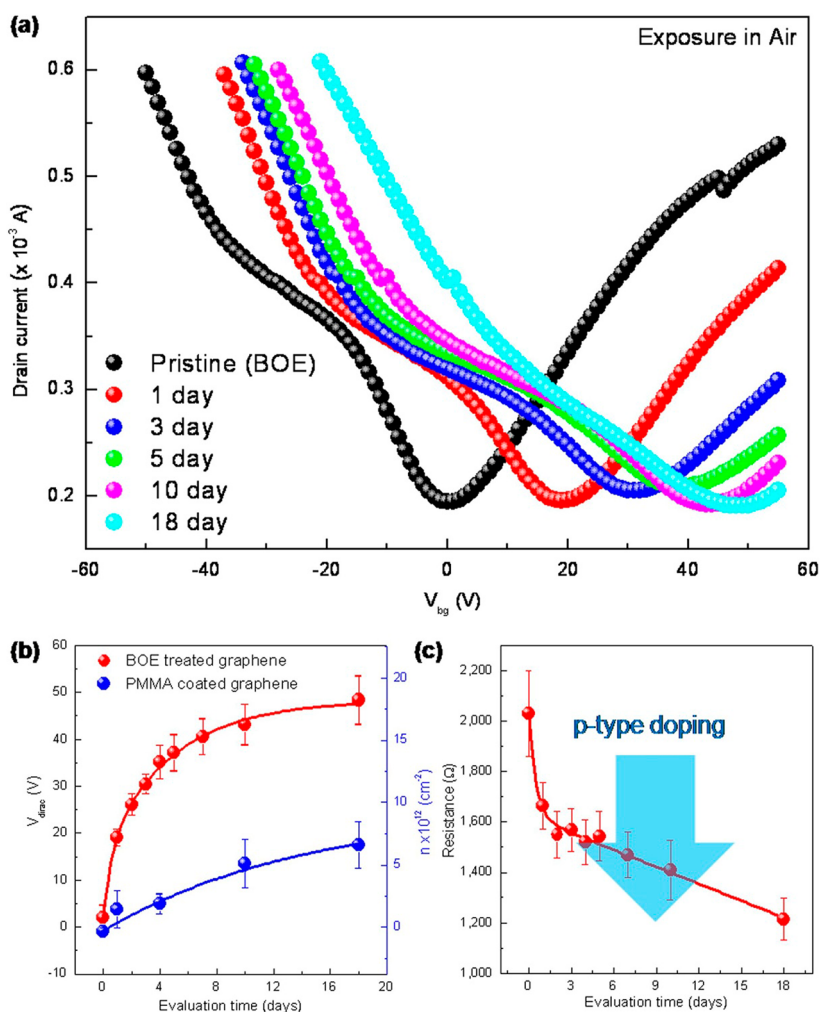 (a)
Exposure in Air
0.6
0.5
0.4
0.3
0.2
Drain current (x 10-3 A)
Pristine (BOE)
1 day
3 day
5 day
10 day
18 day
-60 -40 -20 0 20 40 60
Vbg (V)
(b)
60
50
40
30
20
10
0
-10
Vdirac (V)
BOE treated graphene
PMMA coated graphene
20
15
10
5
0
n x1012 (cm-2)
0 4 8 12 16 20
Evaluation time (days)
(c)
2,200
2,000
1,800
1,600
1,400
1,200
1,000
Resistance (Ω)
p-type doping
0 3 6 9 12 15 18
Evaluation time (days)